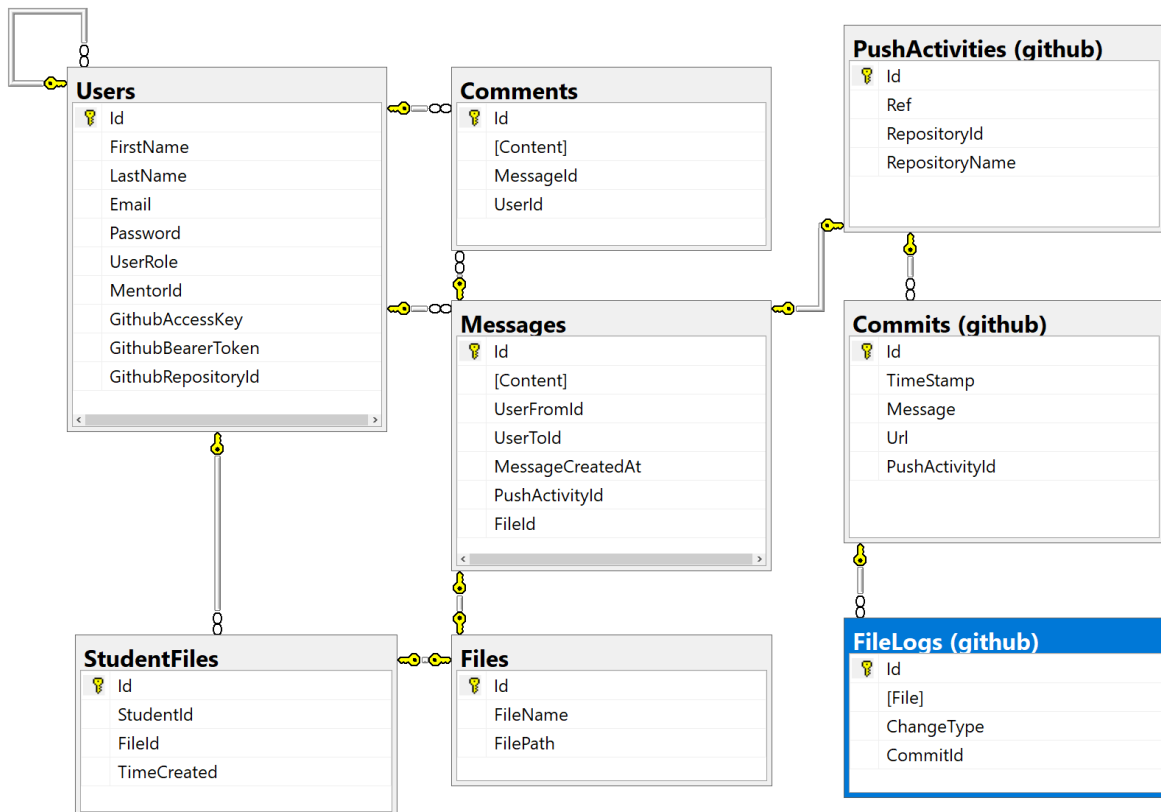 Users
Id
FirstName
LastName
Email
Password
UserRole
MentorId
GithubAccessKey
GithubBearerToken
GithubRepositoryId
Comments
Id
[Content]
MessageId
UserId
Messages
Id
[Content]
UserFromId
UserToId
MessageCreatedAt
PushActivityId
FileId
PushActivities (github)
Id
Ref
RepositoryId
RepositoryName
Commits (github)
Id
TimeStamp
Message
Url
PushActivityId
StudentFiles
Id
StudentId
FileId
TimeCreated
Files
Id
FileName
FilePath
FileLogs (github)
Id
[File]
ChangeType
CommitId